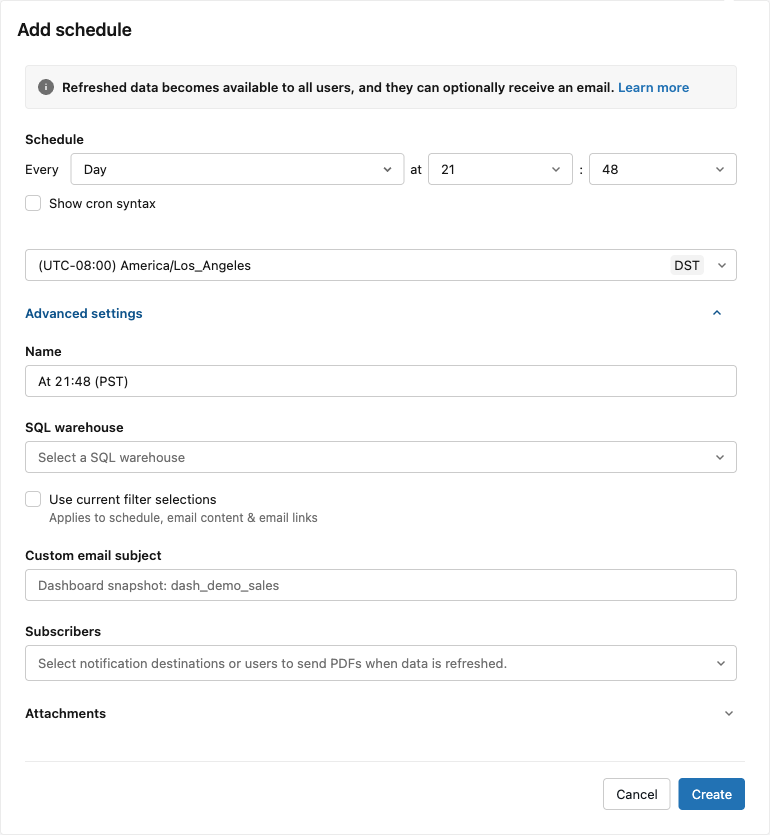 Add schedule
Refreshed data becomes available to all users, and they can optionally receive an email. Learn more
Schedule
Every Day at 21 : 48
Show cron syntax
(UTC-08:00) America/Los_Angeles DST
Advanced settings
Name
At 21:48 (PST)
SQL warehouse
Select a SQL warehouse
Use current filter selections
Applies to schedule, email content & email links
Custom email subject
Dashboard snapshot: dash_demo_sales
Subscribers
Select notification destinations or users to send PDFs when data is refreshed.
Attachments
Cancel Create